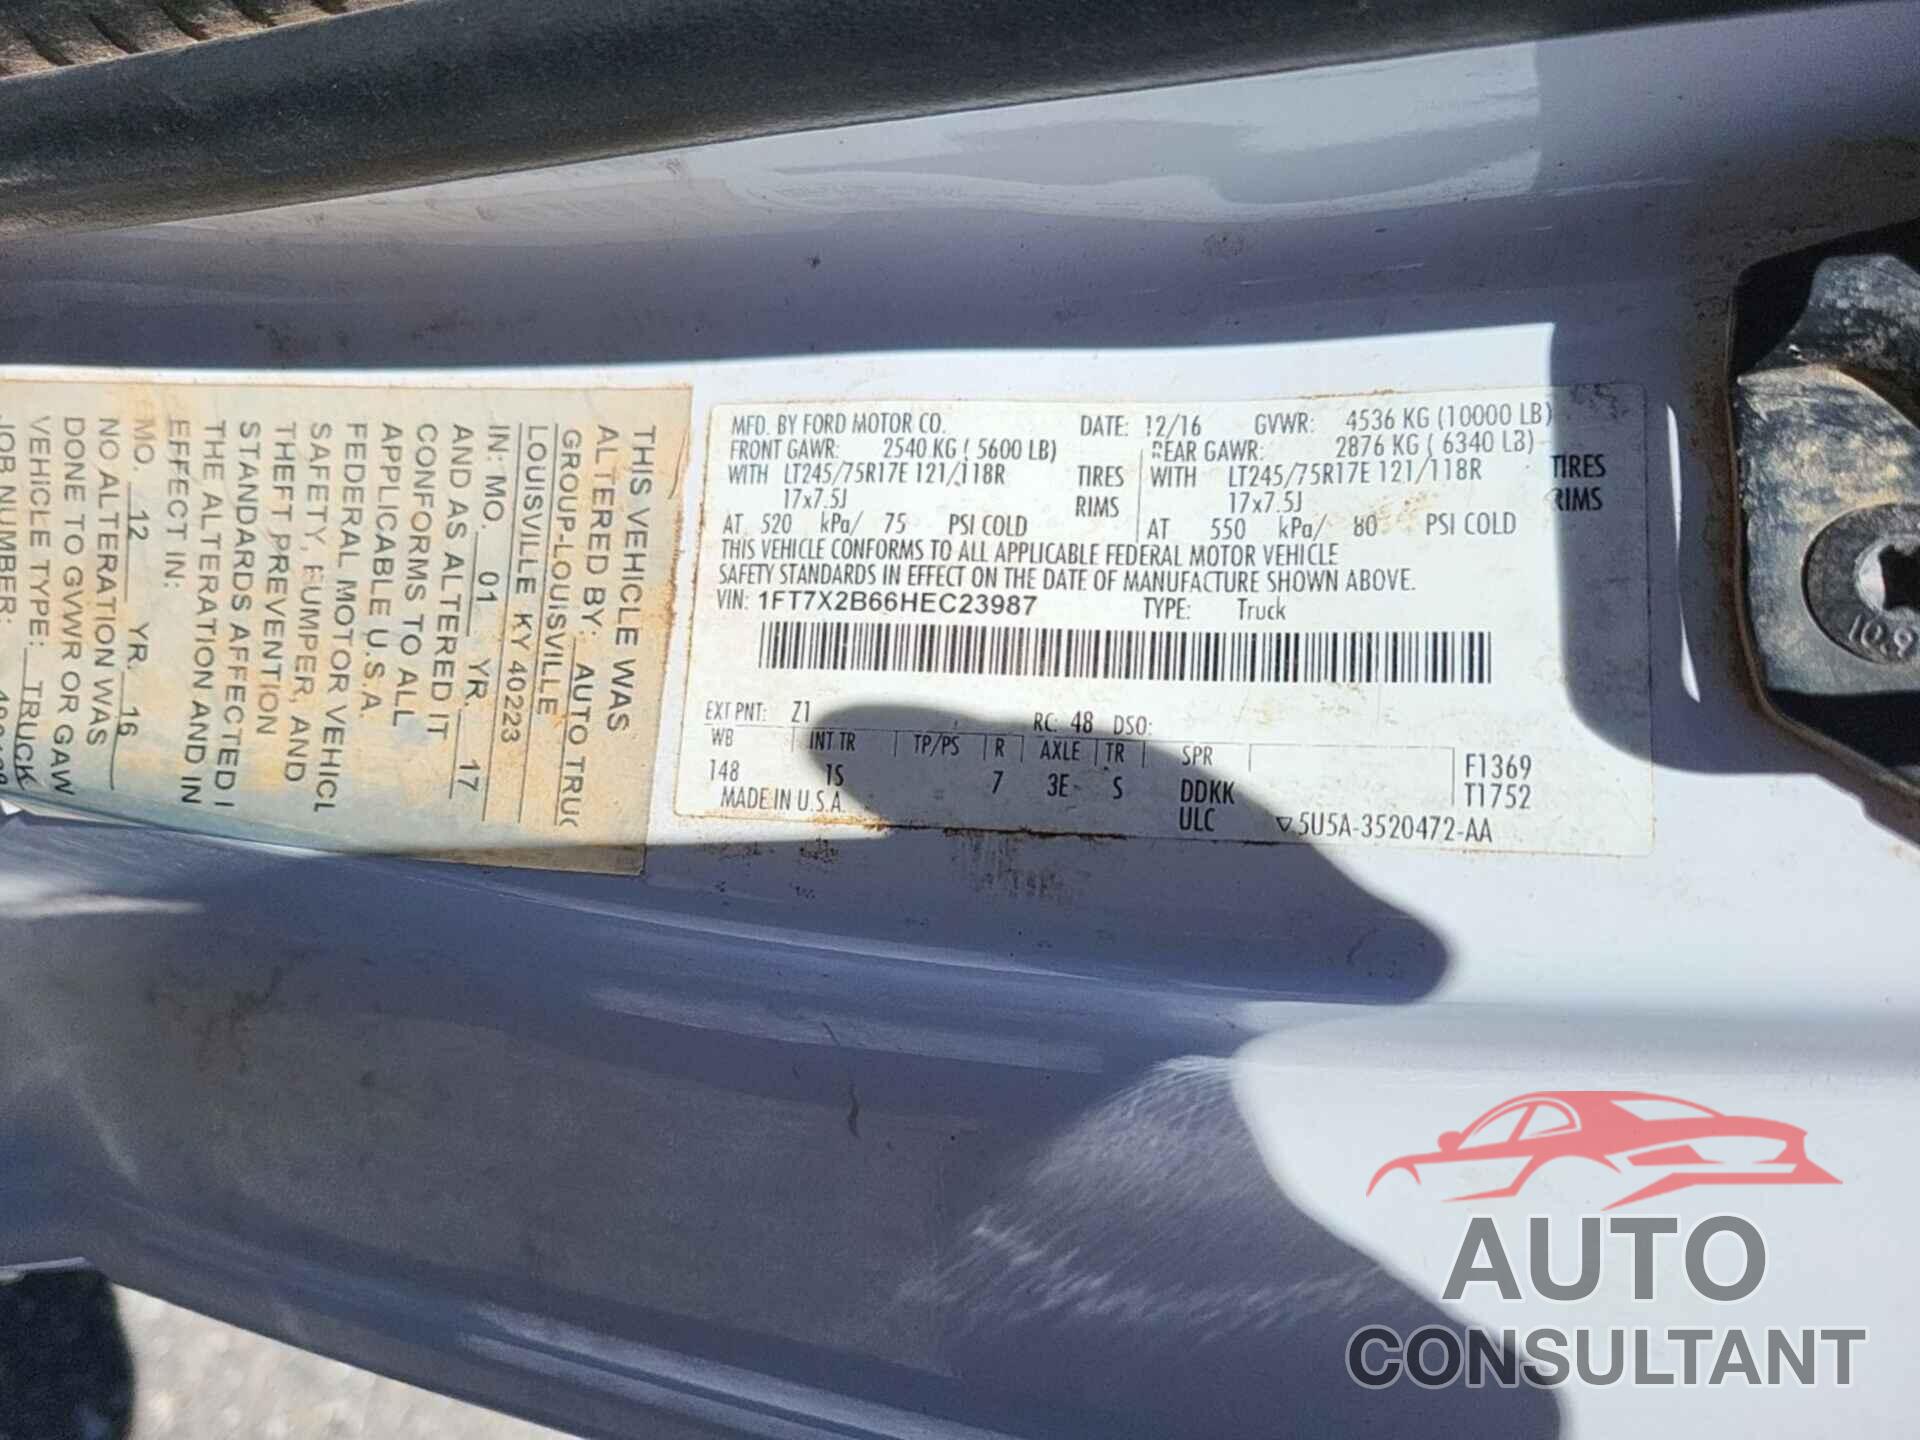 THIS VEHICLE WAS
ALTERED BY: AUTO TRUC
GROUP-LOUISVILLE
LOUISVILLE KY 40223
IN: MO. 01 YR. 17
AND AS ALTERED IT
CONFORMS TO ALL
APPLICABLE U.S.A.
FEDERAL MOTOR VEHICL
SAFETY, BUMPER, AND
THEFT PREVENTION
STANDARDS AFFECTED
THE ALTERATION AND IN
EFFECT IN:
MO. 12 YR. 16
NO ALTERATION WAS
DONE TO GVWR OR GAW
VEHICLE TYPE: TRUCK
JOB NUMBER:
MFD. BY FORD MOTOR CO. DATE: 12/16 GVWR: 4536 KG (10000 LB)
FRONT GAWR: 2540 KG ( 5600 LB) REAR GAWR: 2876 KG ( 6340 LB)
WITH LT245/75R17E 121/118R TIRES WITH LT245/75R17E 121/118R TIRES
17x7.5J RIMS 17x7.5J RIMS
AT 520 kPa/ 75 PSI COLD AT 550 kPa/ 80 PSI COLD
THIS VEHICLE CONFORMS TO ALL APPLICABLE FEDERAL MOTOR VEHICLE
SAFETY STANDARDS IN EFFECT ON THE DATE OF MANUFACTURE SHOWN ABOVE.
VIN: 1FT7X2B66HEC23987 TYPE: Truck
EXT PNT: Z1 RC: 48 DSO:
WB INT TR TP/PS R AXLE TR SPR F1369
148 1S 7 3E S DDKK T1752
MADE IN U.S.A. ULC 5U5A-3520472-AA
10.9
AUTO
CONSULTANT